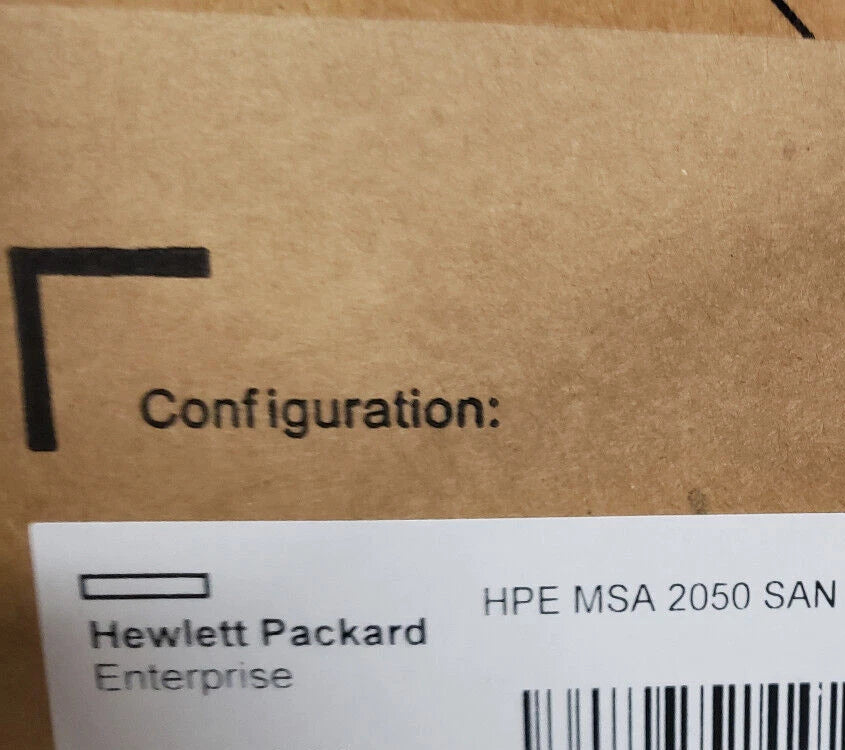 Configuration:
HPE MSA 2050 SAN
Hewlett Packard
Enterprise